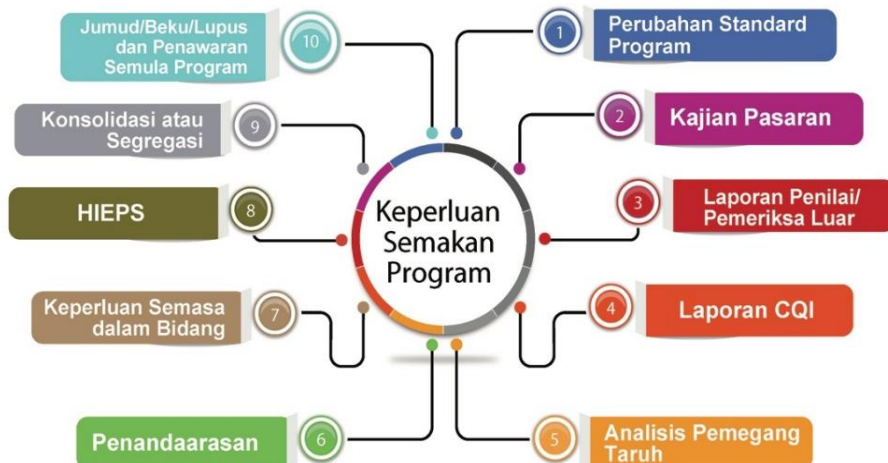 Keperluan
Semakan
Program
1
Perubahan Standard
Program
2
Kajian Pasaran
3
Laporan Penilai/
Pemeriksa Luar
4
Laporan CQI
5
Analisis Pemegang
Taruh
6
Penandaarasan
7
Keperluan Semasa
dalam Bidang
8
HIEPS
9
Konsolidasi atau
Segregasi
10
Jumud/Beku/Lupus
dan Penawaran
Semula Program